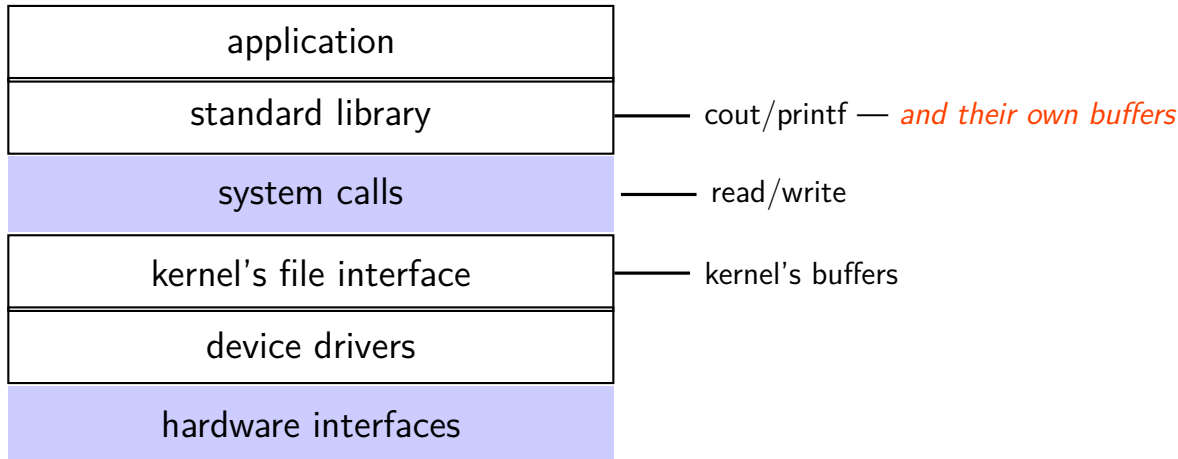 application
standard library
cout/printf — and their own buffers
system calls
read/write
kernel's file interface
kernel's buffers
device drivers
hardware interfaces